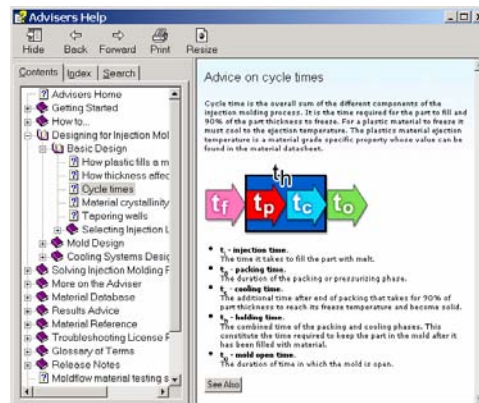 Advisers Help
Hide Back Forward Print Resize
Contents Index Search
Advisers Home
Getting Started
How to...
Designing for Injection Mol
Basic Design
How plastic fills a m
How thickness affec
Cycle times
Material crystallinity
Tapering walls
Selecting Injection L
Mold Design
Cooling Systems Desi
Solving Injection Molding P
More on the Adviser
Material Database
Results Advice
Material Reference
Troubleshooting License F
Glossary of Terms
Release Notes
Moldflow material testing s
Advice on cycle times
Cycle time is the overall sum of the different components of the
injection molding process. It is the time required for the part to fill and
90% of the part thickness to freeze. For a plastic material to freeze it
must cool to the ejection temperature. The plastics material ejection
temperature is a material grade specific property whose value can be
found in the material datasheet.
th
tf tp tc to
- injection time.
The time it takes to fill the part with melt.
- packing time.
The duration of the packing or pressurizing phase.
- cooling time.
The additional time after end of packing that takes for 90% of
part thickness to reach its freeze temperature and become solid.
- holding time.
The combined time of the packing and cooling phases. This
constitute the time required to keep the part in the mold after it
has been filled with material.
- mold open time.
The duration of time in which the mold is open.
See Also